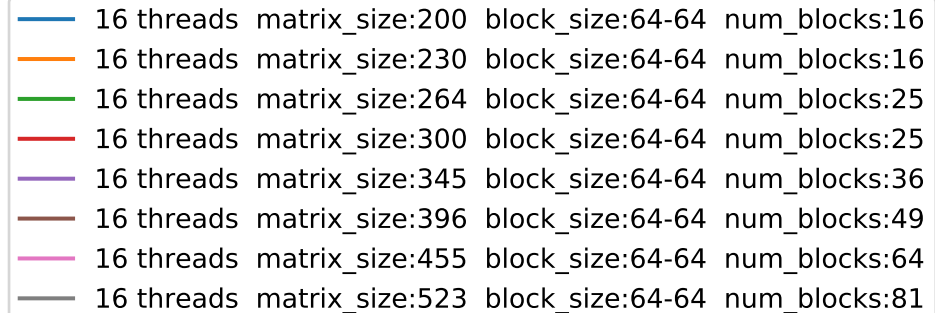 16 threads  matrix_size:200  block_size:64-64  num_blocks:16
16 threads  matrix_size:230  block_size:64-64  num_blocks:16
16 threads  matrix_size:264  block_size:64-64  num_blocks:25
16 threads  matrix_size:300  block_size:64-64  num_blocks:25
16 threads  matrix_size:345  block_size:64-64  num_blocks:36
16 threads  matrix_size:396  block_size:64-64  num_blocks:49
16 threads  matrix_size:455  block_size:64-64  num_blocks:64
16 threads  matrix_size:523  block_size:64-64  num_blocks:81